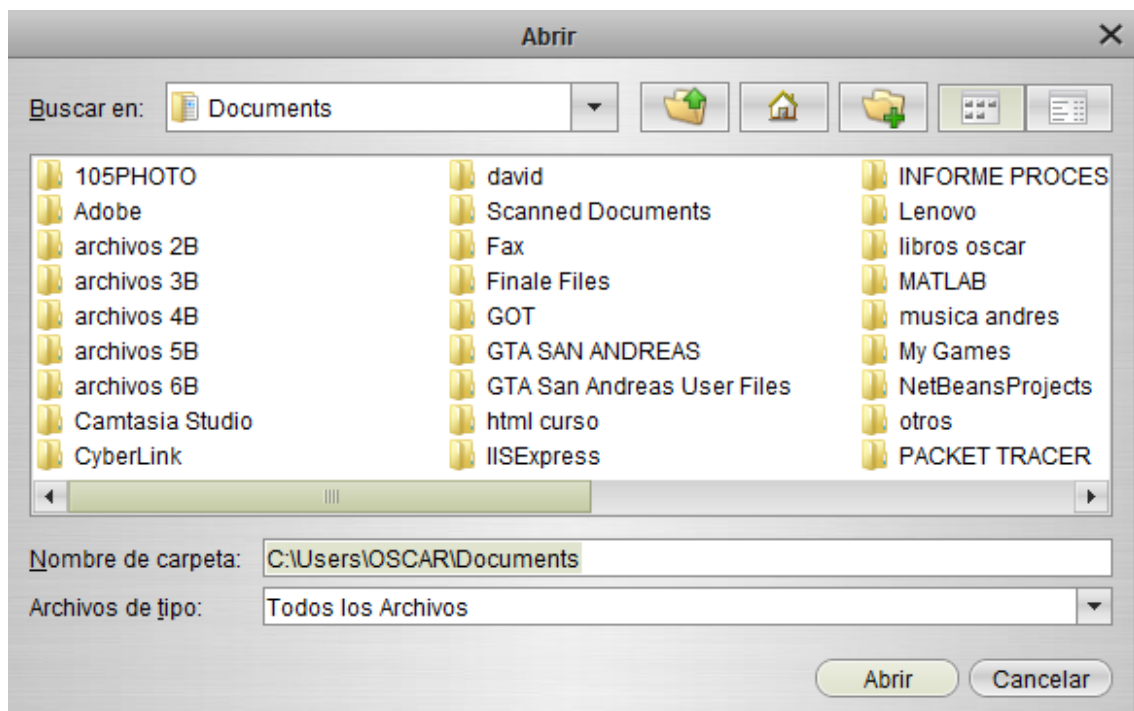 Abrir
Buscar en: Documents
105PHOTO
Adobe
archivos 2B
archivos 3B
archivos 4B
archivos 5B
archivos 6B
Camtasia Studio
CyberLink
david
Scanned Documents
Fax
Finale Files
GOT
GTA SAN ANDREAS
GTA San Andreas User Files
html curso
IISExpress
INFORME PROCES
Lenovo
libros oscar
MATLAB
musica andres
My Games
NetBeansProjects
otros
PACKET TRACER
Nombre de carpeta: C:\Users\OSCAR\Documents
Archivos de tipo: Todos los Archivos
Abrir Cancelar